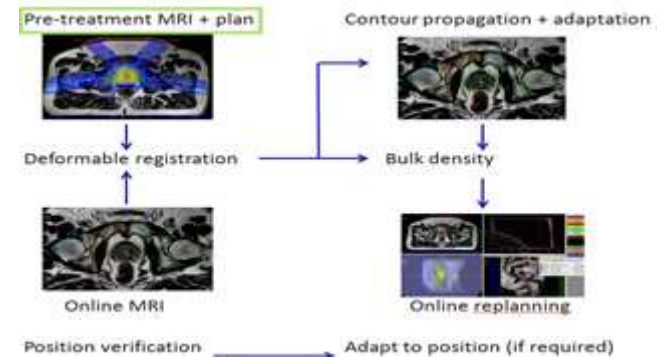 Pre-treatment MRI + plan
Contour propagation + adaptation
Deformable registration
Bulk density
Online MRI
Online replanning
Position verification
Adapt to position (if required)